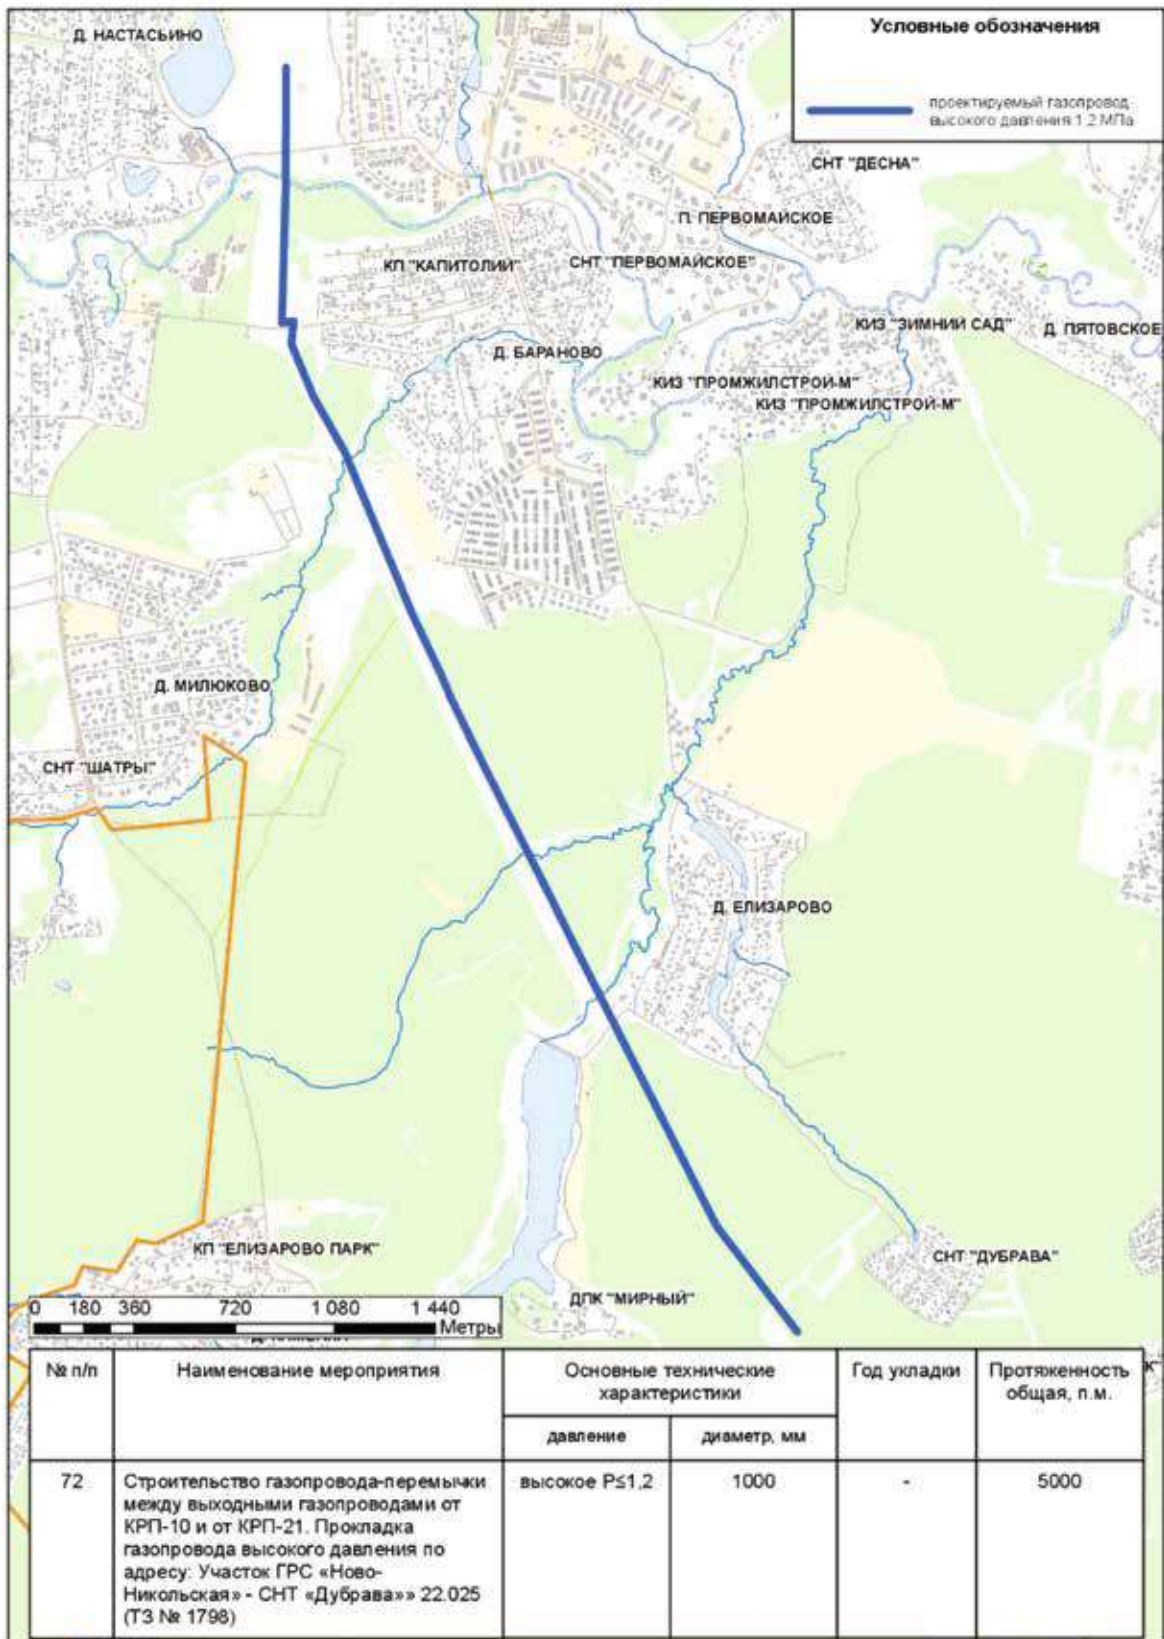 Условные обозначения
проектируемый газопровод
высокого давления 1.2 МПа
Д. НАСТАСЬИНО
СНТ "ДЕСНА"
П. ПЕРВОМАЙСКОЕ
КП "КАПИТОЛИЙ"
СНТ "ПЕРВОМАЙСКОЕ"
КИЗ "ЗИМНИЙ САД"
Д. ПЯТОВСКОЕ
Д. БАРАНОВО
КИЗ "ПРОМЖИЛСТРОЙ-М"
КИЗ "ПРОМЖИЛСТРОЙ-М"
Д. МИЛЮКОВО
СНТ "ШАТРЫ"
Д. ЕЛИЗАРОВО
КП "ЕЛИЗАРОВО ПАРК"
СНТ "ДУБРАВА"
ДПК "МИРНЫЙ"
0 180 360 720 1 080 1 440
Метры
№ п/п
Наименование мероприятия
Основные технические
характеристики
Год укладки
Протяженность
общая, п.м.
давление
диаметр, мм
72
Строительство газопровода-перемычки
между выходными газопроводами от
КРП-10 и от КРП-21. Прокладка
газопровода высокого давления по
адресу: Участок ГРС «Ново-
Никольская» - СНТ «Дубрава»» 22.025
(ТЗ № 1798)
высокое P≤1,2
1000
-
5000